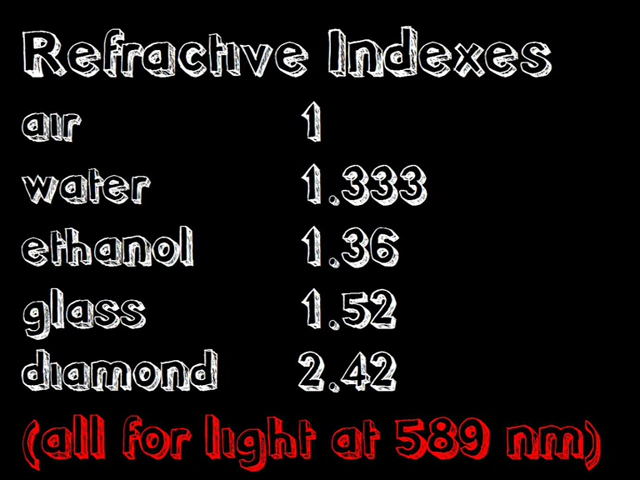 Refractive Indexes
air 1
water 1.333
ethanol 1.36
glass 1.52
diamond 2.42
(all for light at 589 nm)